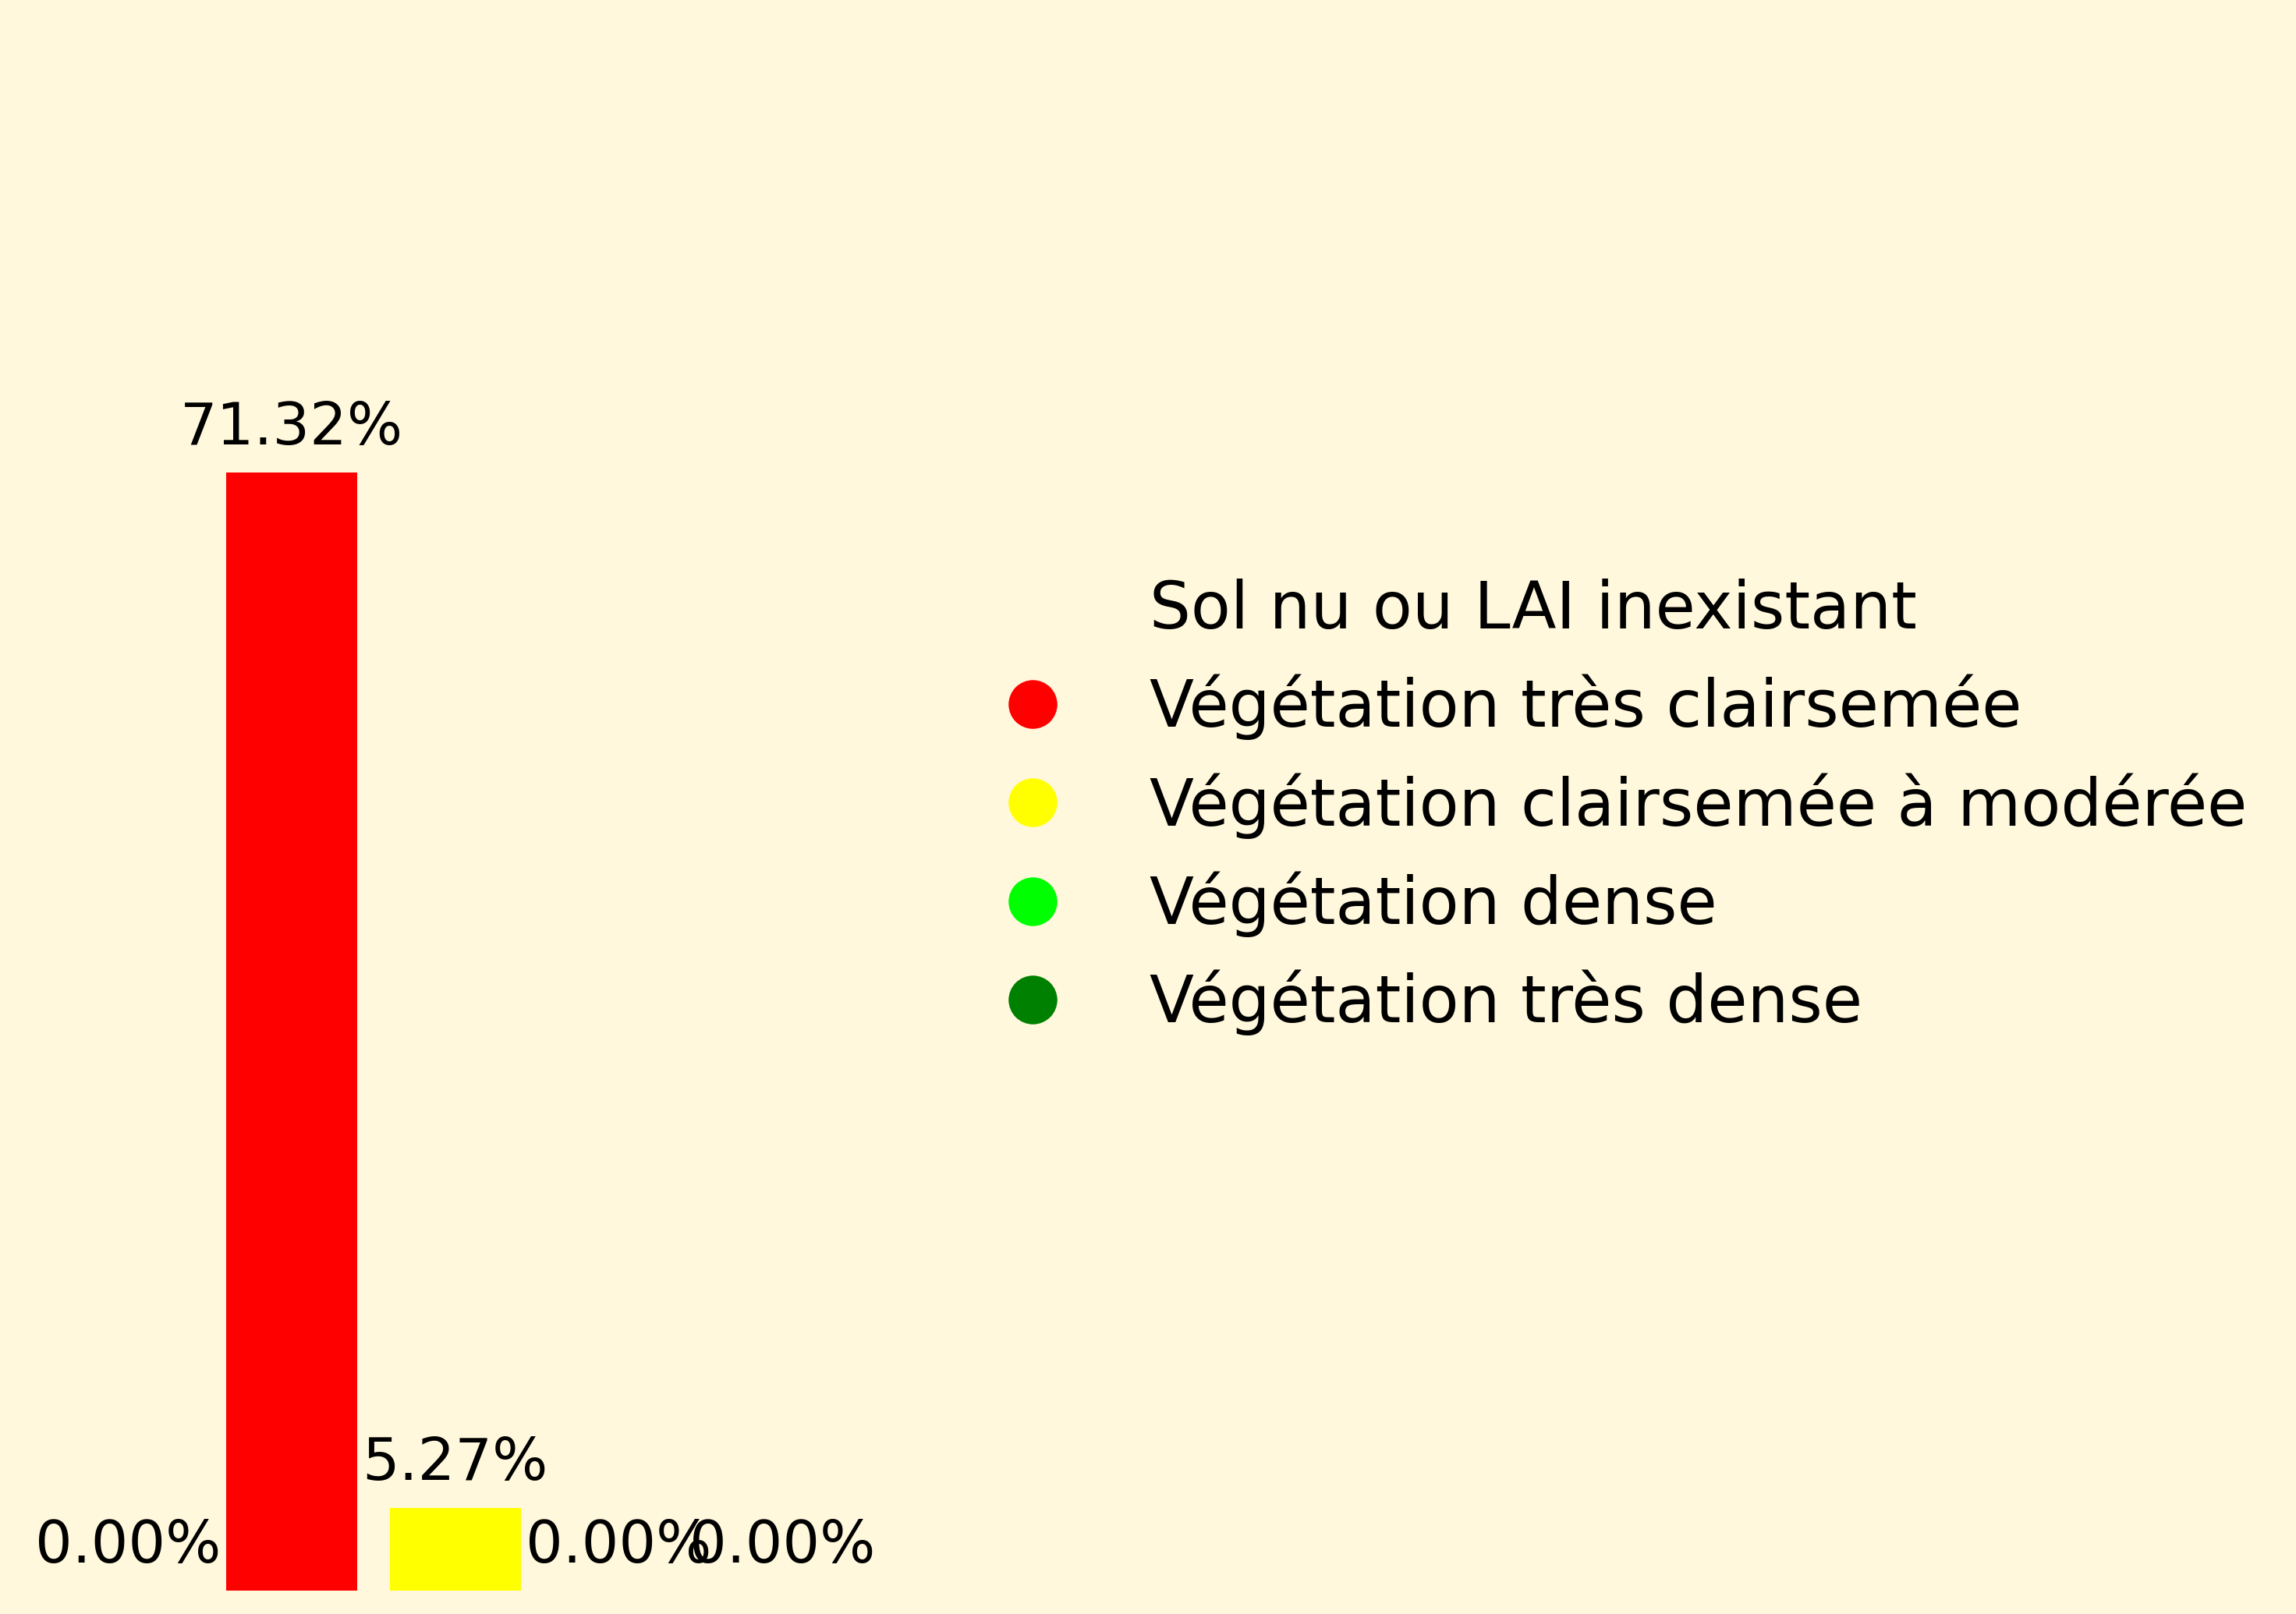 71.32%
Sol nu ou LAI inexistant
Végétation très clairsemée
Végétation clairsemée à modérée
Végétation dense
Végétation très dense
5.27%
0.00%
0.00%
0.00%